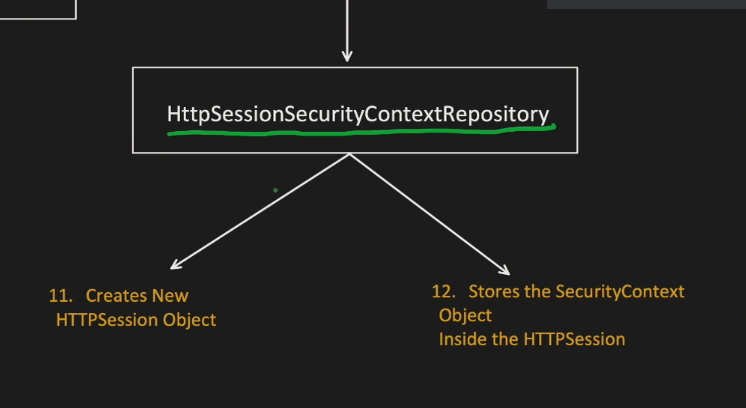 HttpSessionSecurityContextRepository
11. Creates New
HTTPSession Object
12. Stores the SecurityContext
Object
Inside the HTTPSession